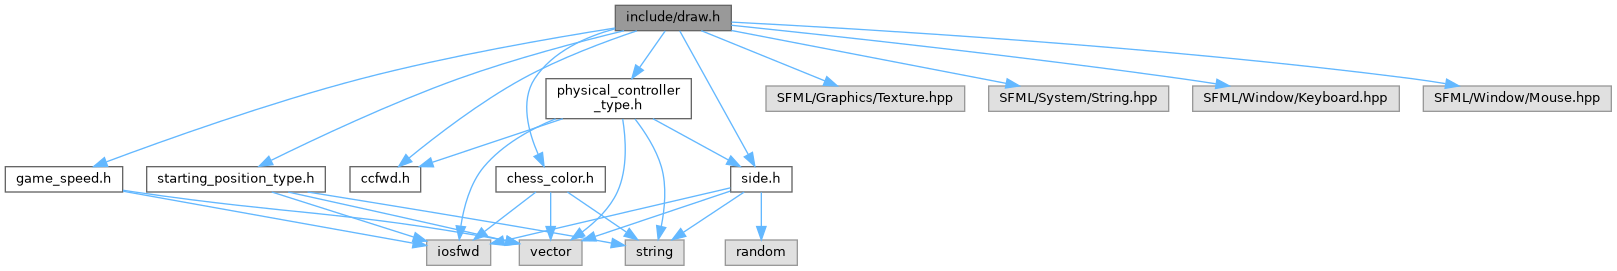 include/draw.h
physical_controller
_type.h
SFML/Graphics/Texture.hpp
SFML/System/String.hpp
SFML/Window/Keyboard.hpp
SFML/Window/Mouse.hpp
game_speed.h
starting_position_type.h
ccfwd.h
chess_color.h
side.h
iosfwd
vector
string
random